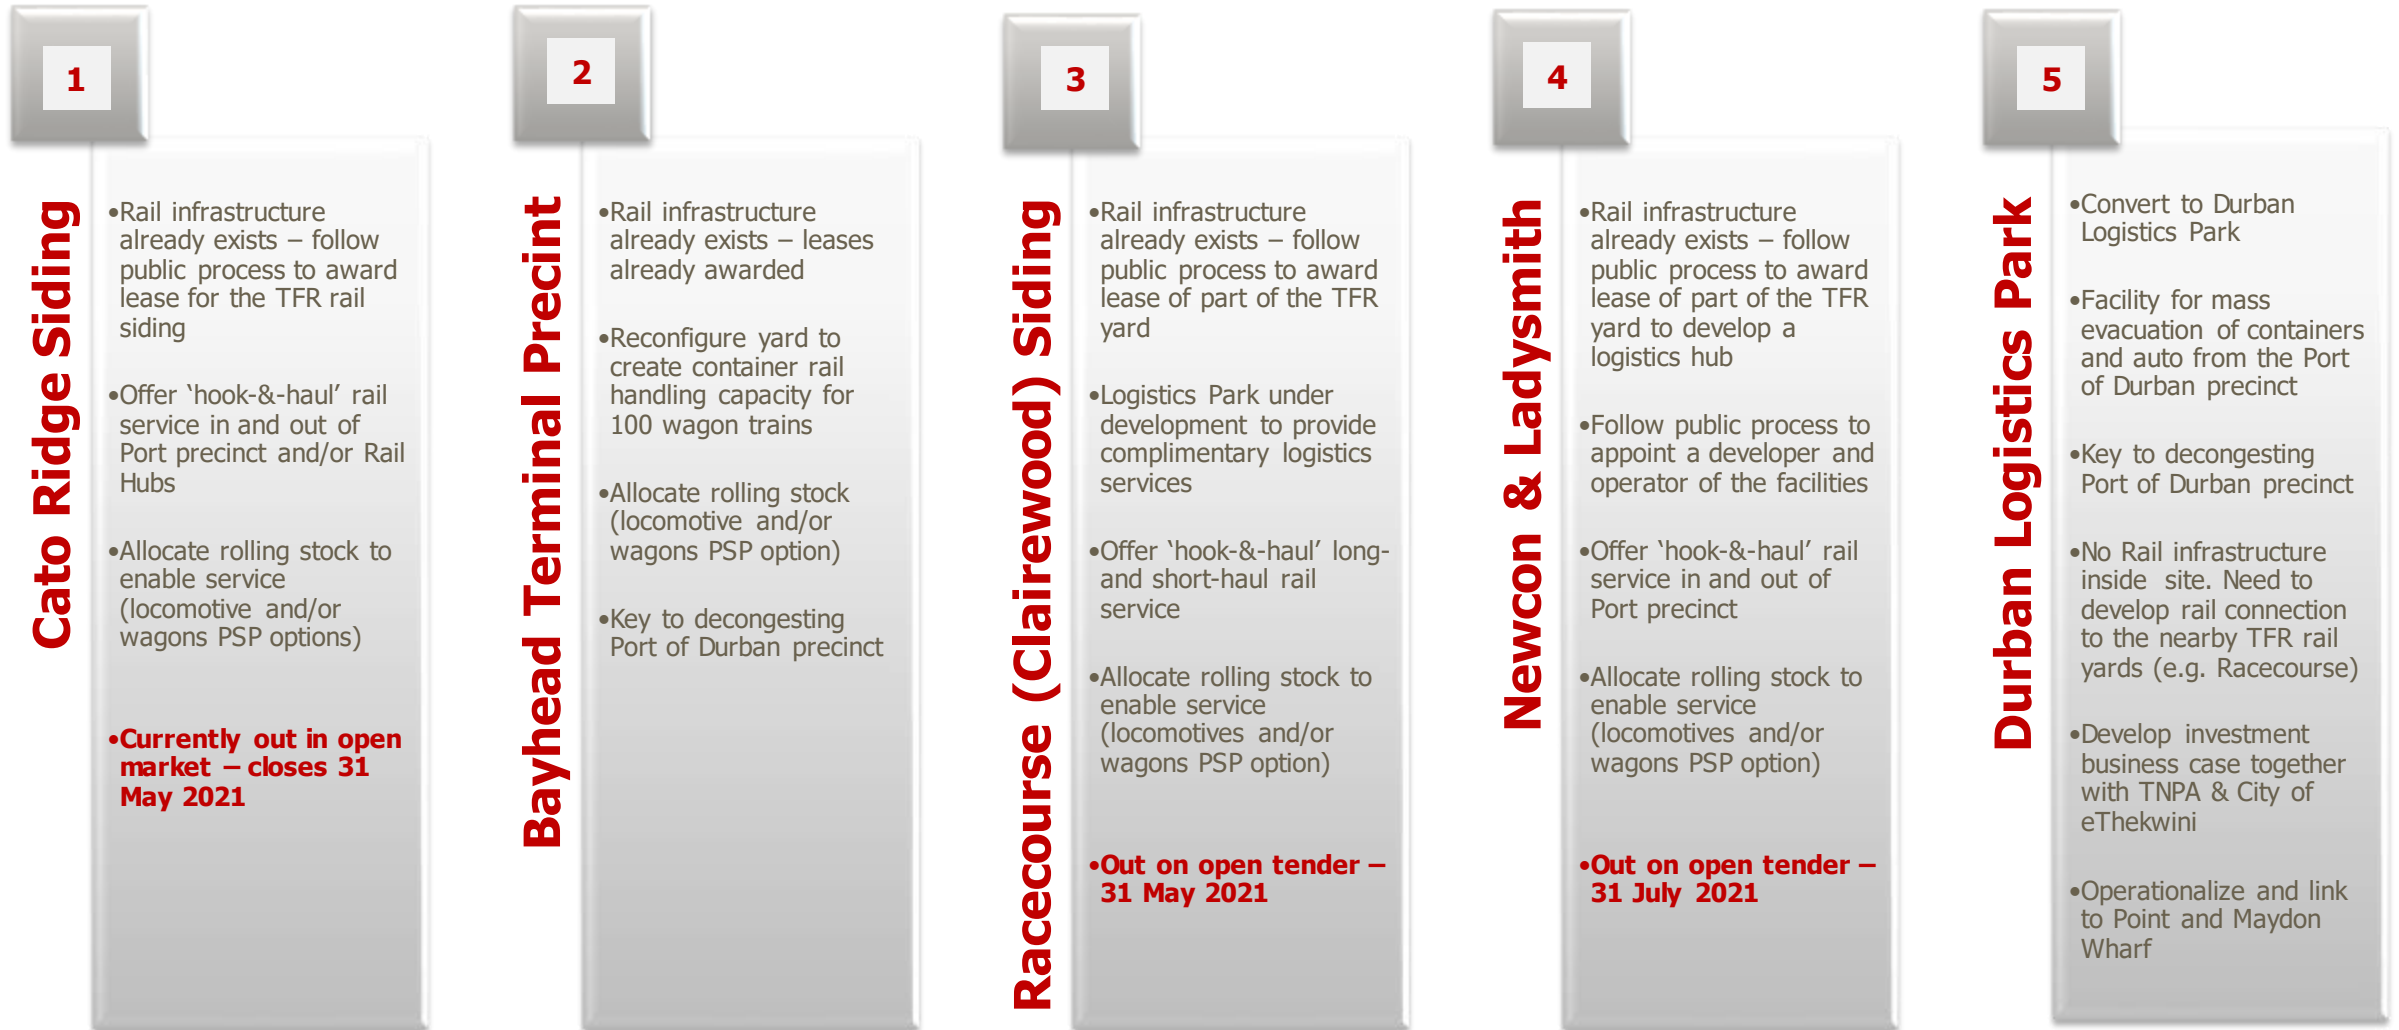 1
Cato Ridge Siding
•Rail infrastructure
already exists – follow
public process to award
lease for the TFR rail
siding
•Offer ‘hook-&-haul’ rail
service in and out of
Port precinct and/or Rail
Hubs
•Allocate rolling stock to
enable service
(locomotive and/or
wagons PSP options)
•Currently out in open
market – closes 31
May 2021
2
Bayhead Terminal Precint
•Rail infrastructure
already exists – leases
already awarded
•Reconfigure yard to
create container rail
handling capacity for
100 wagon trains
•Allocate rolling stock
(locomotive and/or
wagons PSP option)
•Key to decongesting
Port of Durban precinct
3
Racecourse (Clairewood) Siding
•Rail infrastructure
already exists – follow
public process to award
lease of part of the TFR
yard
•Logistics Park under
development to provide
complimentary logistics
services
•Offer ‘hook-&-haul’ long-
and short-haul rail
service
•Allocate rolling stock to
enable service
(locomotives and/or
wagons PSP option)
•Out on open tender –
31 May 2021
4
Newcon & Ladysmith
•Rail infrastructure
already exists – follow
public process to award
lease of part of the TFR
yard to develop a
logistics hub
•Follow public process to
appoint a developer and
operator of the facilities
•Offer ‘hook-&-haul’ rail
service in and out of
Port precinct
•Allocate rolling stock to
enable service
(locomotives and/or
wagons PSP option)
•Out on open tender –
31 July 2021
5
Durban Logistics Park
•Convert to Durban
Logistics Park
•Facility for mass
evacuation of containers
and auto from the Port
of Durban precinct
•Key to decongesting
Port of Durban precinct
•No Rail infrastructure
inside site. Need to
develop rail connection
to the nearby TFR rail
yards (e.g. Racecourse)
•Develop investment
business case together
with TNPA & City of
eThekwini
•Operationalize and link
to Point and Maydon
Wharf